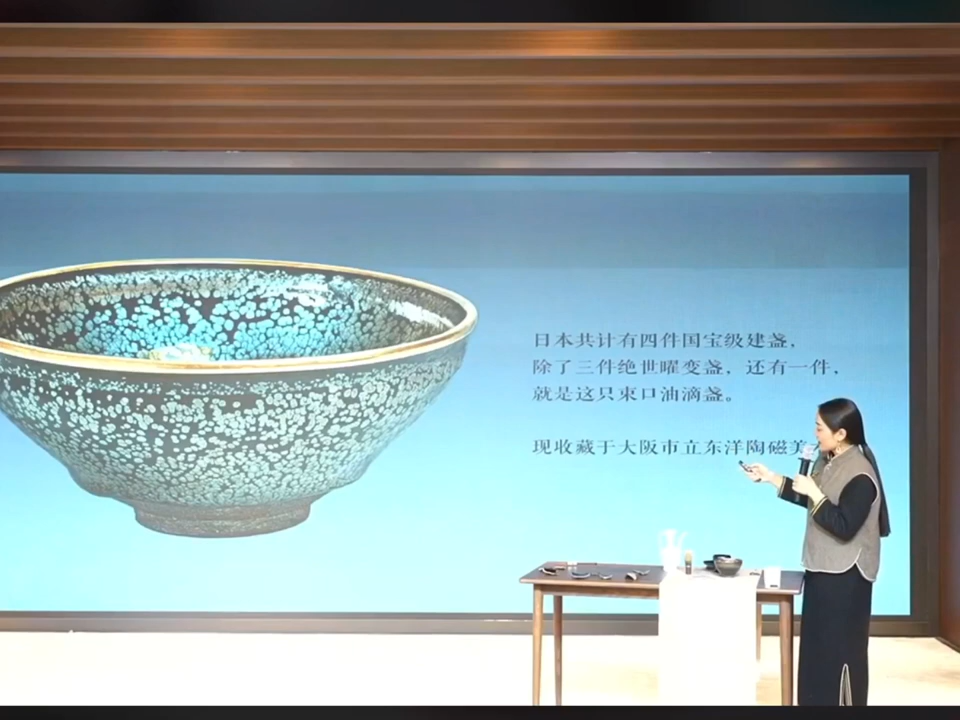 日本共计有四件国宝级建盏，
除了三件绝世曜变盏，还有一件，
就是这只束口油滴盏。
现收藏于大阪市立东洋陶磁美